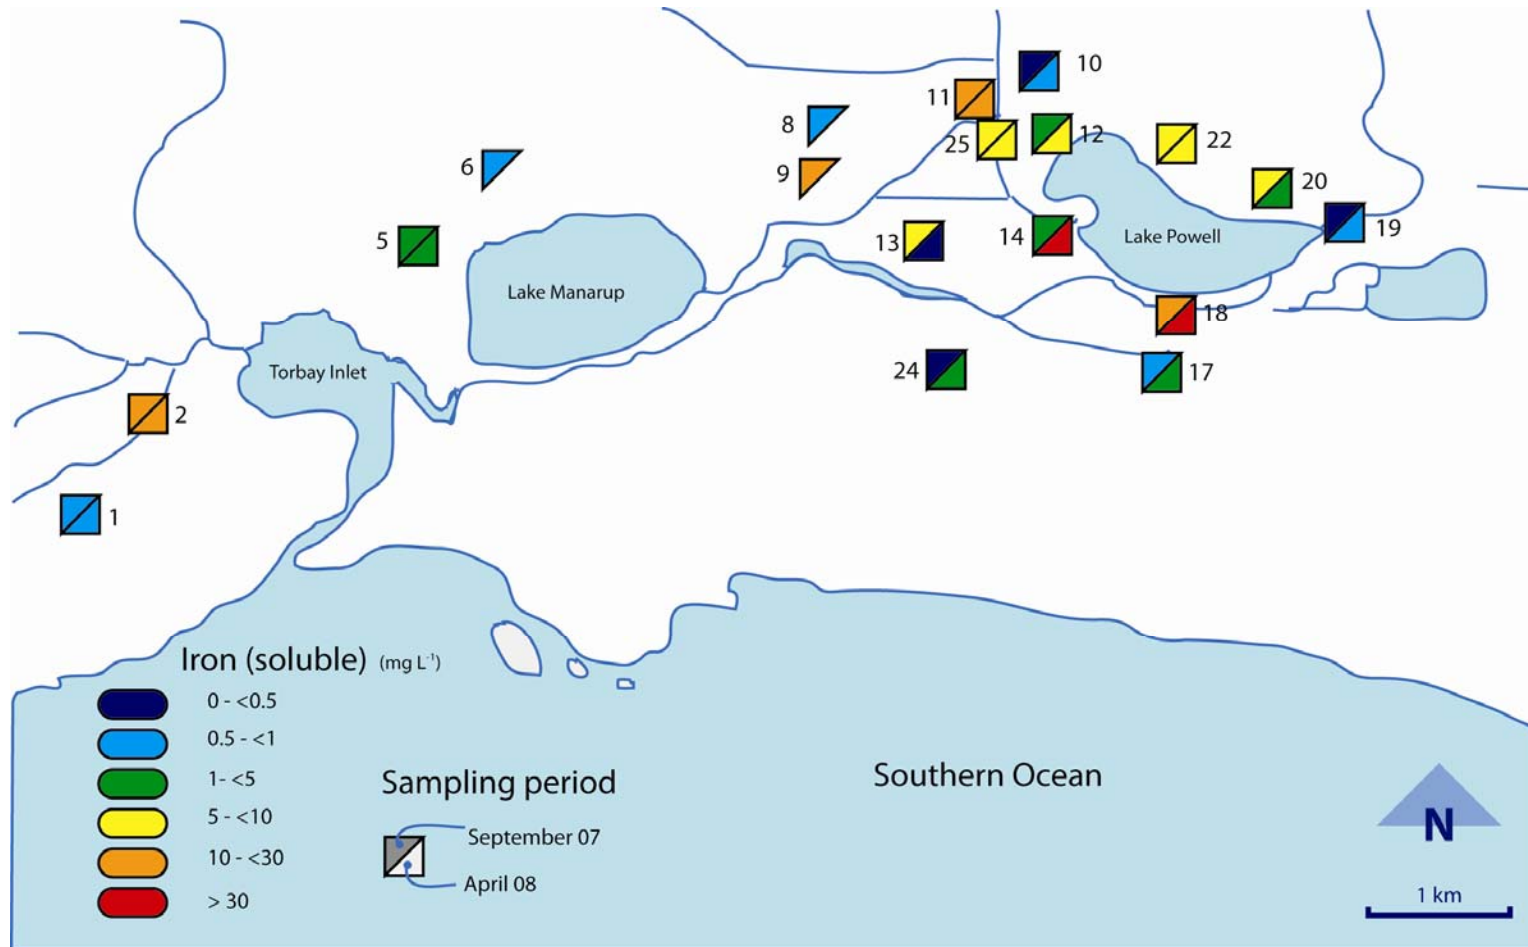 10
11
8
25
12
22
6
9
20
5
13
14
Lake Powell
19
Lake Manarup
18
Torbay Inlet
24
17
2
1
Iron (soluble) (mg L⁻¹)
0 - <0.5
0.5 - <1
1- <5
5 - <10
10 - <30
> 30
Sampling period
September 07
April 08
Southern Ocean
N
1 km